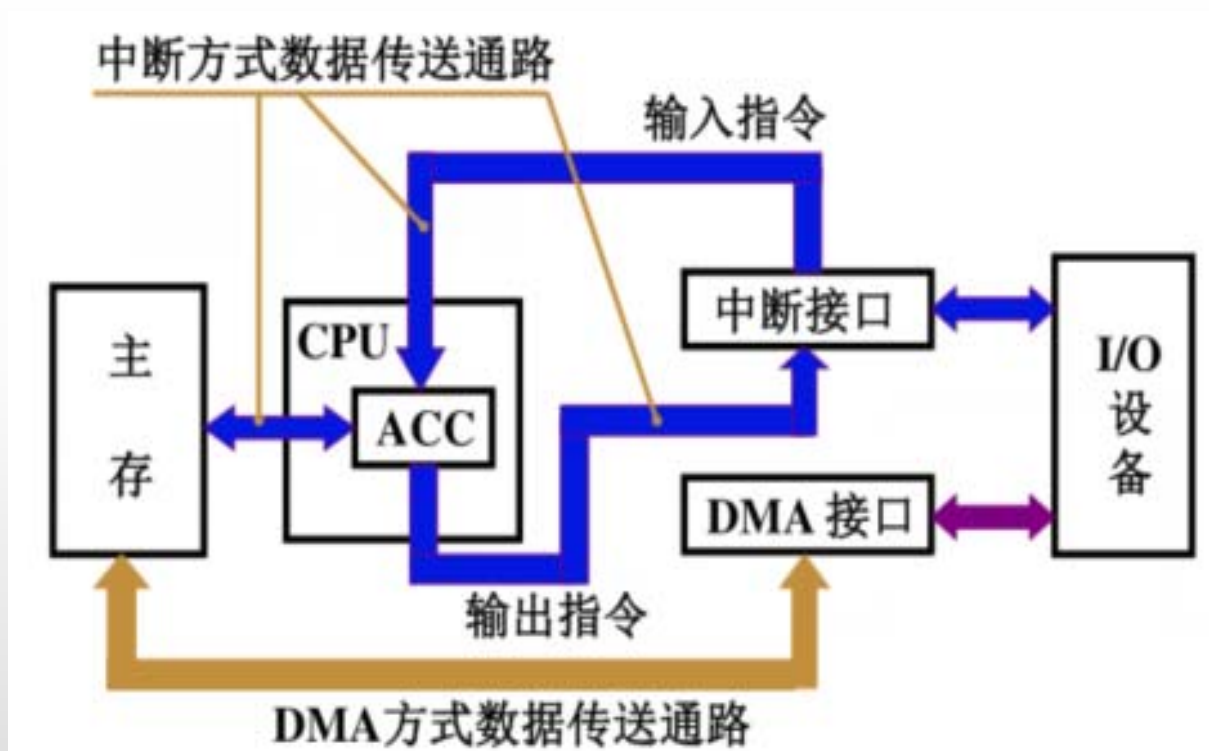 中断方式数据传送通路
输入指令
主存
CPU
ACC
中断接口
I/O设备
DMA 接口
输出指令
DMA方式数据传送通路